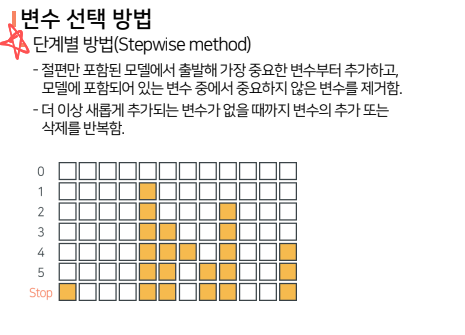 변수 선택 방법
단계별 방법(Stepwise method)
- 절편만 포함된 모델에서 출발해 가장 중요한 변수부터 추가하고,
모델에 포함되어 있는 변수 중에서 중요하지 않은 변수를 제거함.
- 더 이상 새롭게 추가되는 변수가 없을 때까지 변수의 추가 또는
삭제를 반복함.
0
1
2
3
4
5
Stop